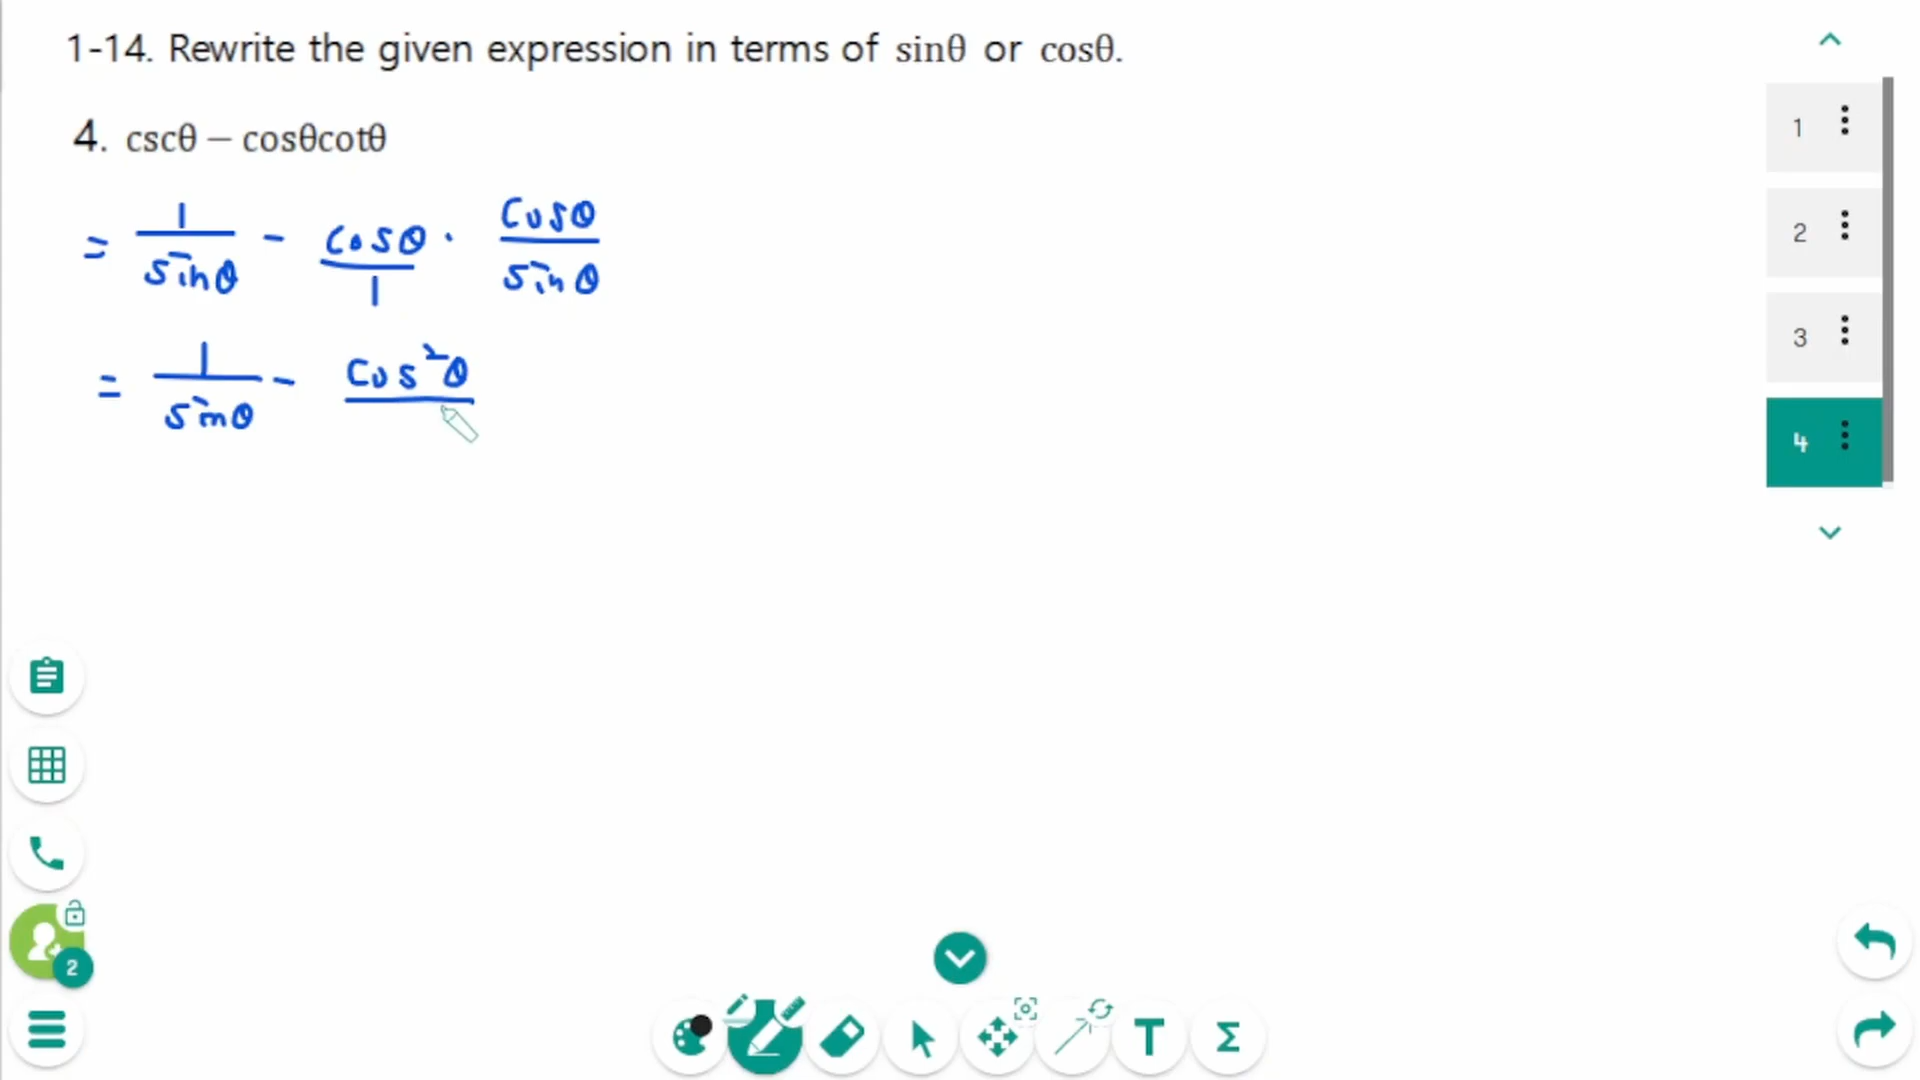 1-14. Rewrite the given expression in terms of sinθ or cosθ.
4. cscθ − cosθcotθ
= 1/sinθ - cosθ/1 · cosθ/sinθ
= 1/sinθ - cos²θ
1
2
3
4
2
T
Σ